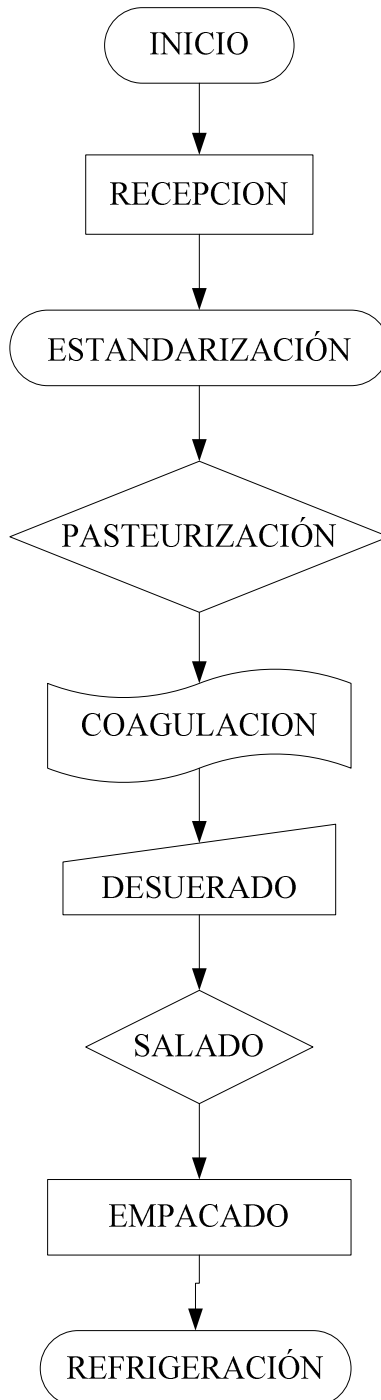 INICIO
RECEPCION
ESTANDARIZACIÓN
PASTEURIZACIÓN
COAGULACION
DESUERADO
SALADO
EMPACADO
REFRIGERACIÓN